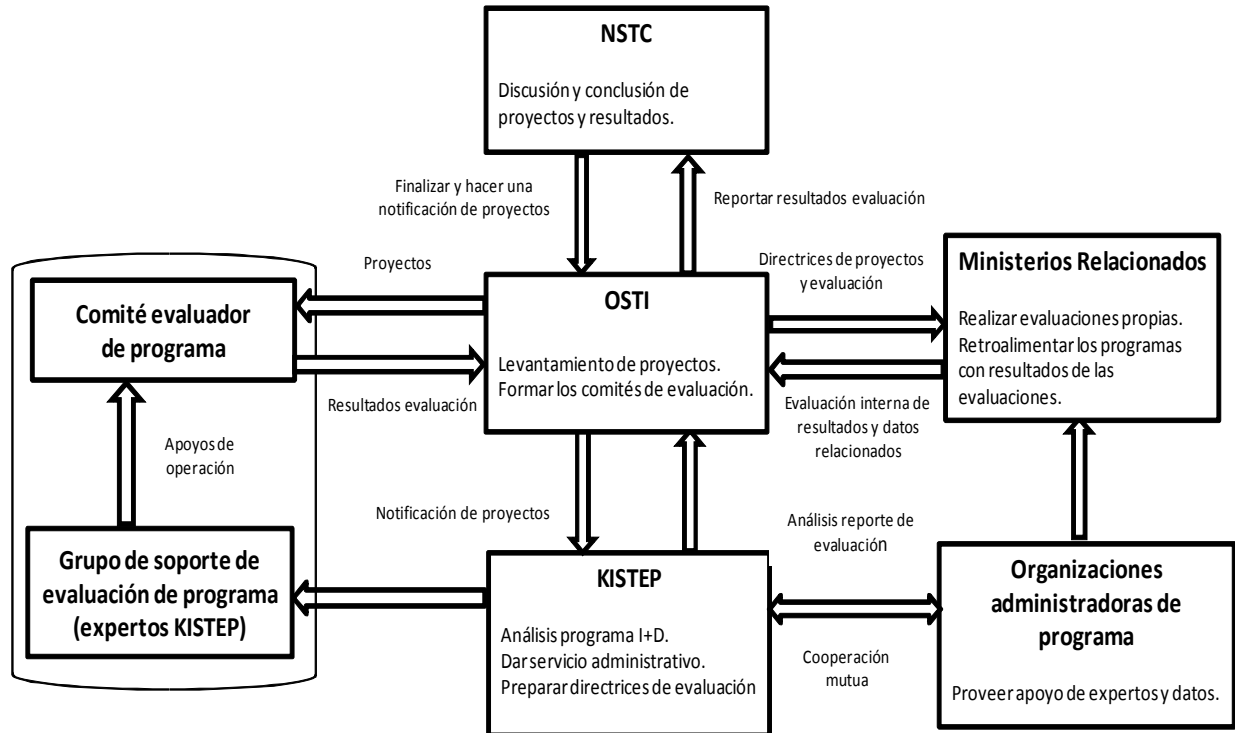 NSTC
Discusión y conclusión de
proyectos y resultados.
Finalizar y hacer una
notificación de proyectos
Reportar resultados evaluación
Proyectos
Directrices de proyectos
y evaluación
Comité evaluador
de programa
OSTI
Levantamiento de proyectos.
Formar los comités de evaluación.
Ministerios Relacionados
Realizar evaluaciones propias.
Retroalimentar los programas
con resultados de las
evaluaciones.
Resultados evaluación
Evaluación interna de
resultados y datos
relacionados
Apoyos de
operación
Notificación de proyectos
Análisis reporte de
evaluación
Grupo de soporte de
evaluación de programa
(expertos KISTEP)
KISTEP
Análisis programa I+D.
Dar servicio administrativo.
Preparar directrices de evaluación
Cooperación
mutua
Organizaciones
administradoras de
programa
Proveer apoyo de expertos y datos.